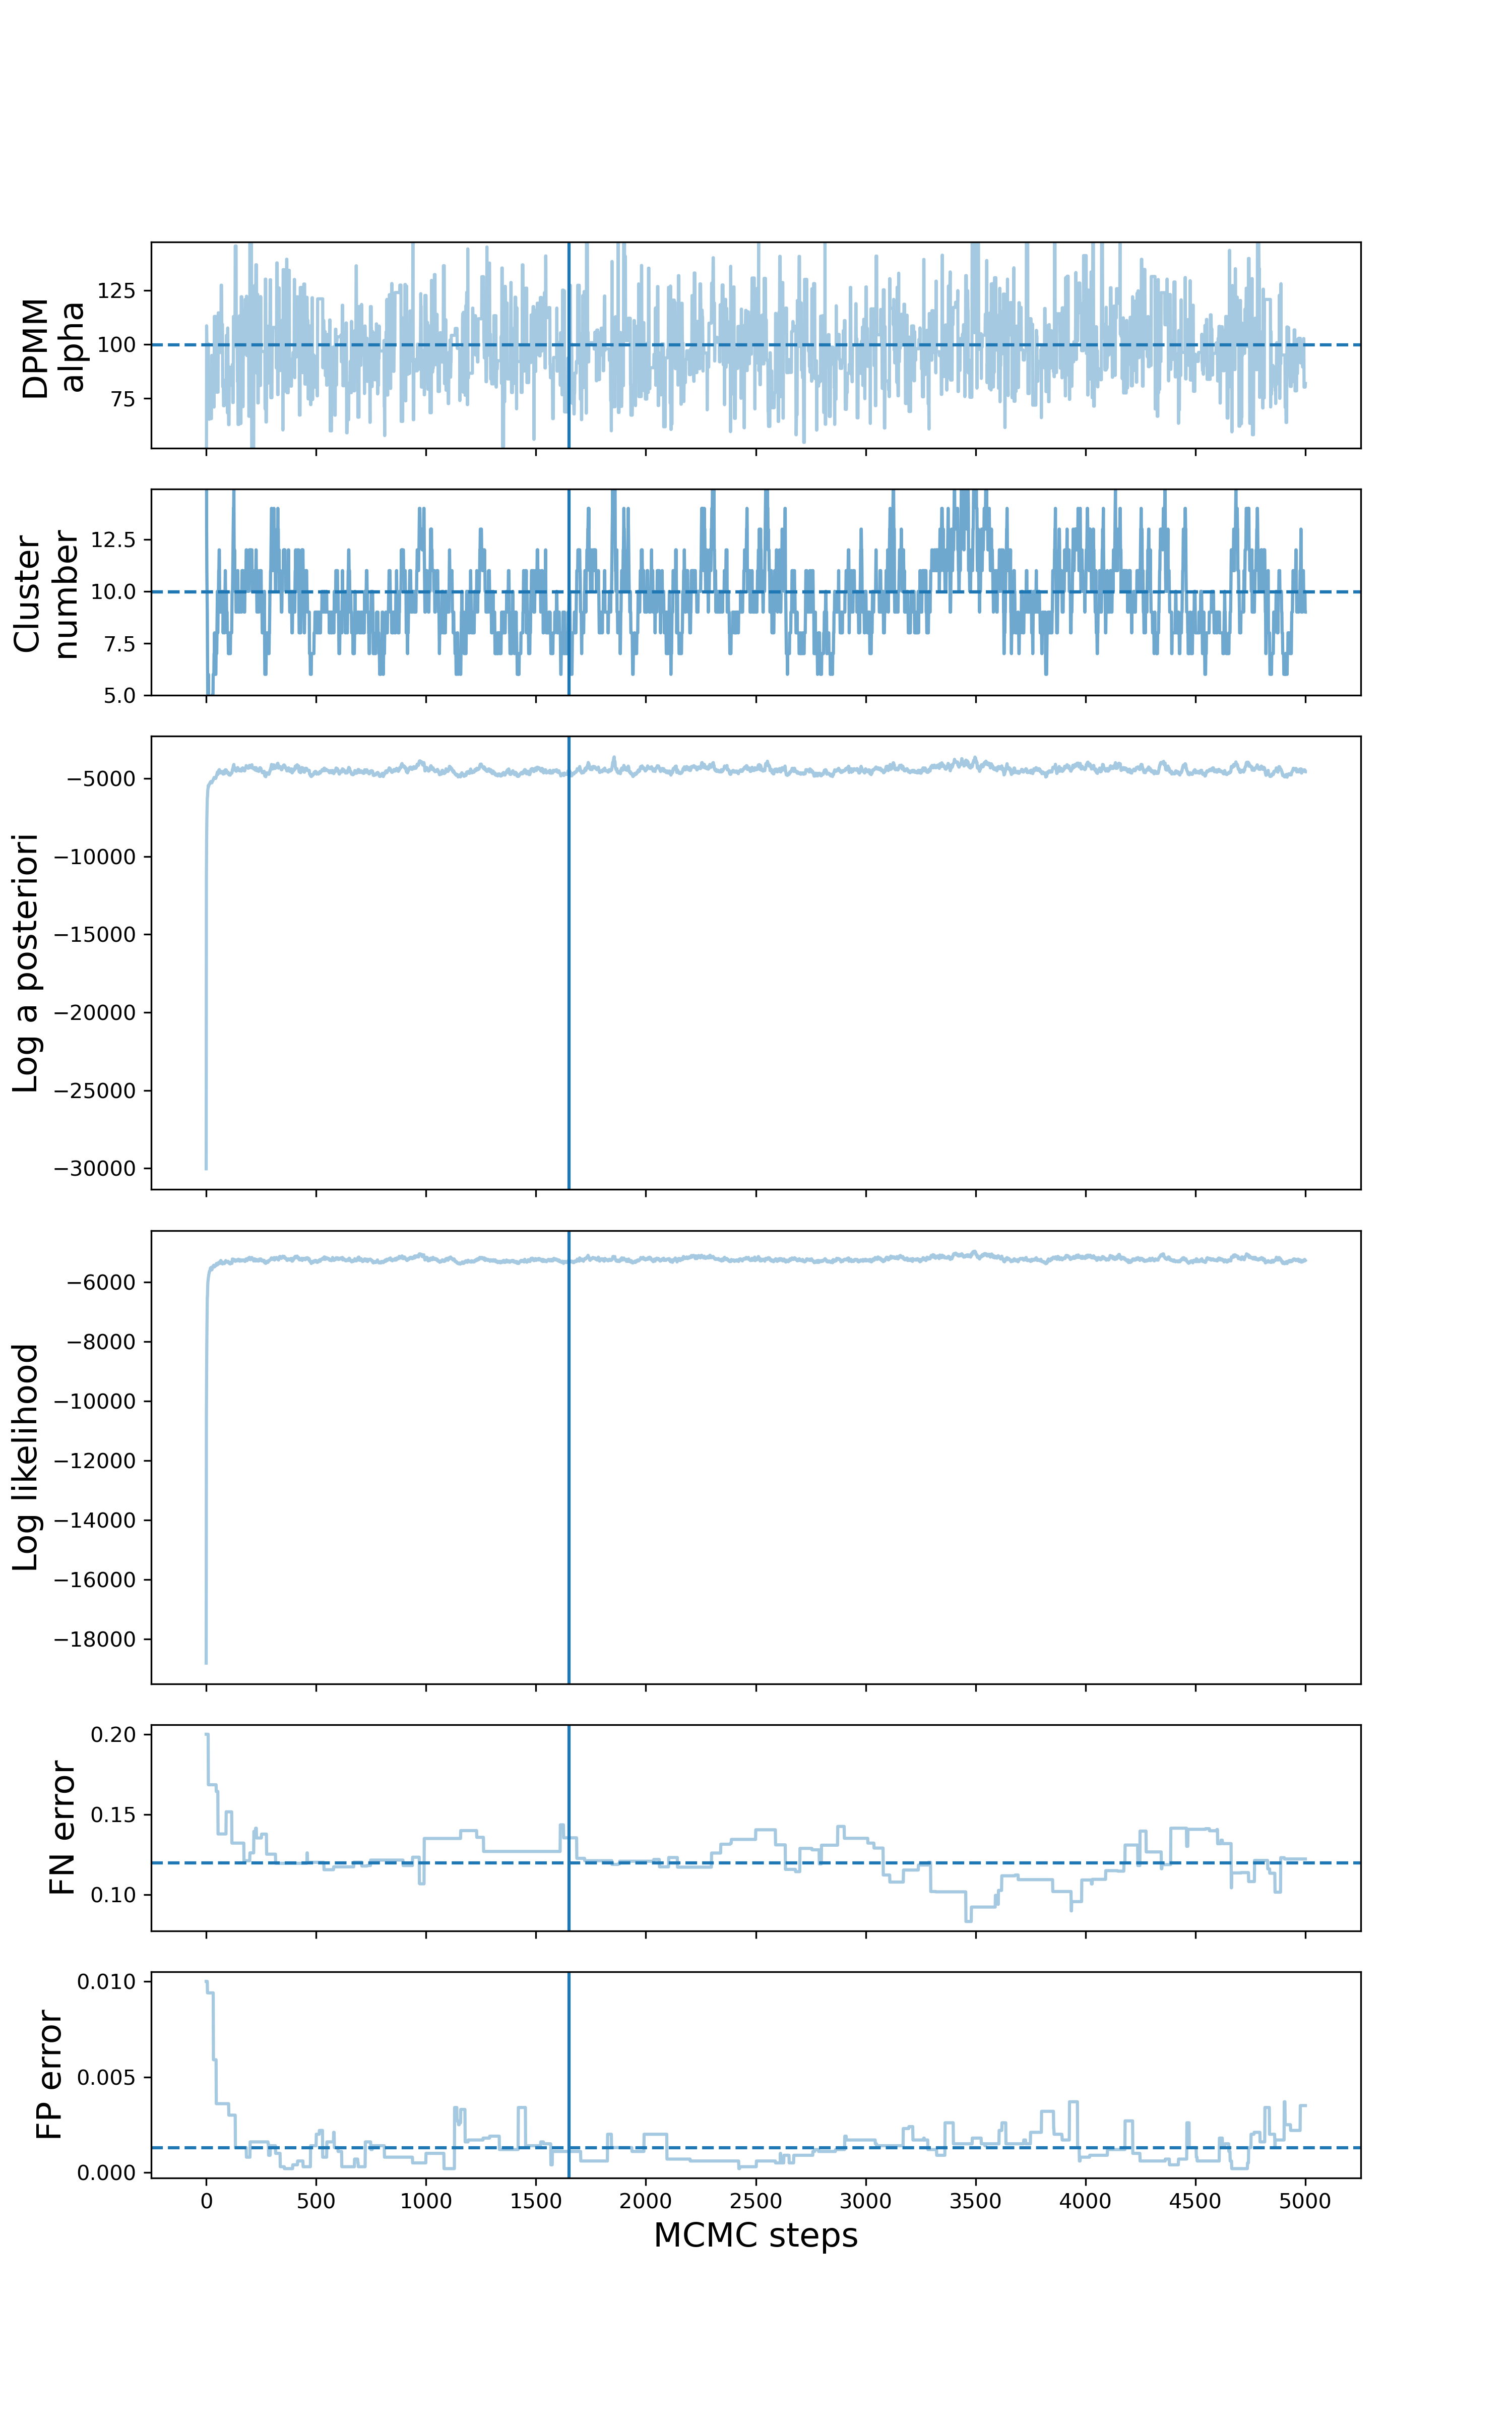 DPMM
alpha
125
100
75
Cluster
number
12.5
10.0
7.5
5.0
Log a posteriori
−5000
−10000
−15000
−20000
−25000
−30000
Log likelihood
−6000
−8000
−10000
−12000
−14000
−16000
−18000
FN error
0.20
0.15
0.10
FP error
0.010
0.005
0.000
0 500 1000 1500 2000 2500 3000 3500 4000 4500 5000
MCMC steps